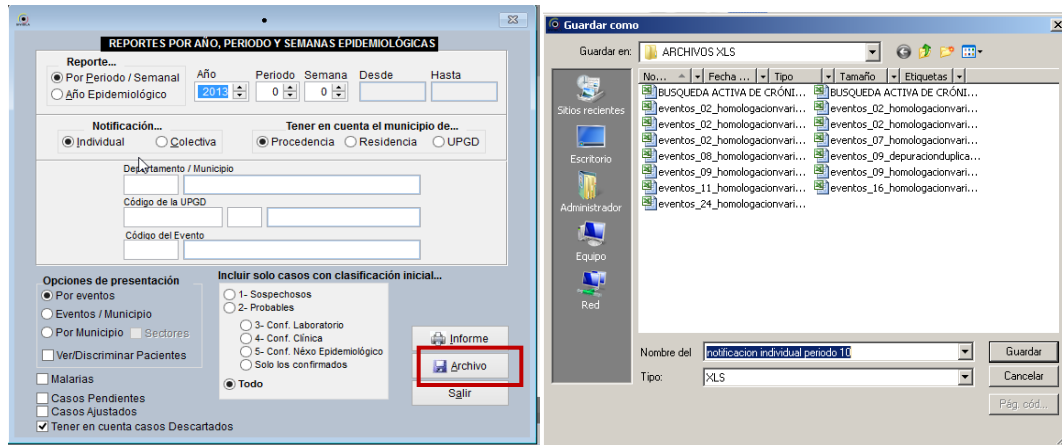 REPORTES POR AÑO, PERIODO Y SEMANAS EPIDEMIOLÓGICAS
Reporte...
Por Periodo / Semanal
Año Epidemiológico
Año Periodo Semana Desde Hasta
2013 0 0
Notificación...
Individual Colectiva
Tener en cuenta el municipio de...
Procedencia Residencia UPGD
Departamento / Municipio
Código de la UPGD
Código del Evento
Opciones de presentación
Por eventos
Eventos / Municipio
Por Municipio Sectores
Ver/Discriminar Pacientes
Malarias
Casos Pendientes
Casos Ajustados
Tener en cuenta casos Descartados
Incluir solo casos con clasificación inicial...
1- Sospechosos
2- Probables
3- Conf. Laboratorio
4- Conf. Clínica
5- Conf. Néxo Epidemiológico
Solo los confirmados
Todo
Informe
Archivo
Salir
Guardar como
Guardar en: ARCHIVOS XLS
Sitios recientes
Escritorio
Administrador
Equipo
Red
No... Fecha ... Tipo Tamaño Etiquetas
BUSQUEDA ACTIVA DE CRÓNI... BUSQUEDA ACTIVA DE CRÓNI...
eventos_02_homologacionvari... eventos_02_homologacionvari...
eventos_02_homologacionvari... eventos_02_homologacionvari...
eventos_02_homologacionvari... eventos_07_homologacionvari...
eventos_08_homologacionvari... eventos_09_depuracionduplica...
eventos_09_homologacionvari... eventos_09_homologacionvari...
eventos_11_homologacionvari... eventos_16_homologacionvari...
eventos_24_homologacionvari...
Nombre del notificacion individual periodo 10 Guardar
Tipo: XLS Cancelar
Pág. cód...